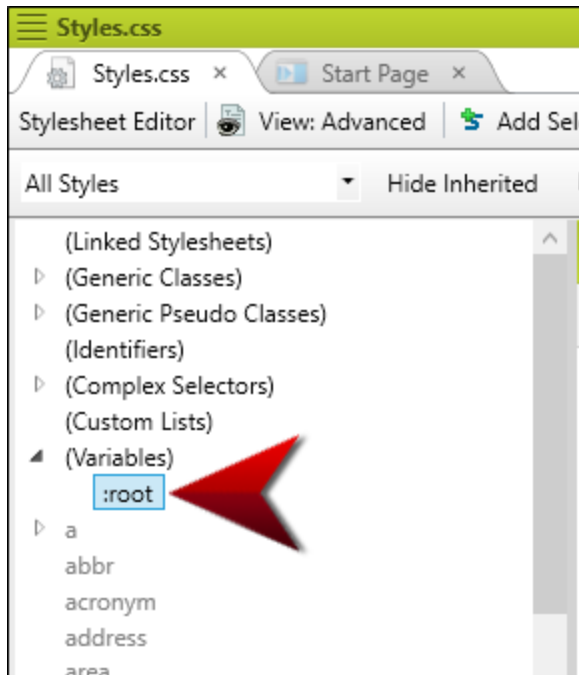 Styles.css
Styles.css × Start Page ×
Stylesheet Editor View: Advanced Add Sel
All Styles Hide Inherited
(Linked Stylesheets)
(Generic Classes)
(Generic Pseudo Classes)
(Identifiers)
(Complex Selectors)
(Custom Lists)
(Variables)
:root
a
abbr
acronym
address
area